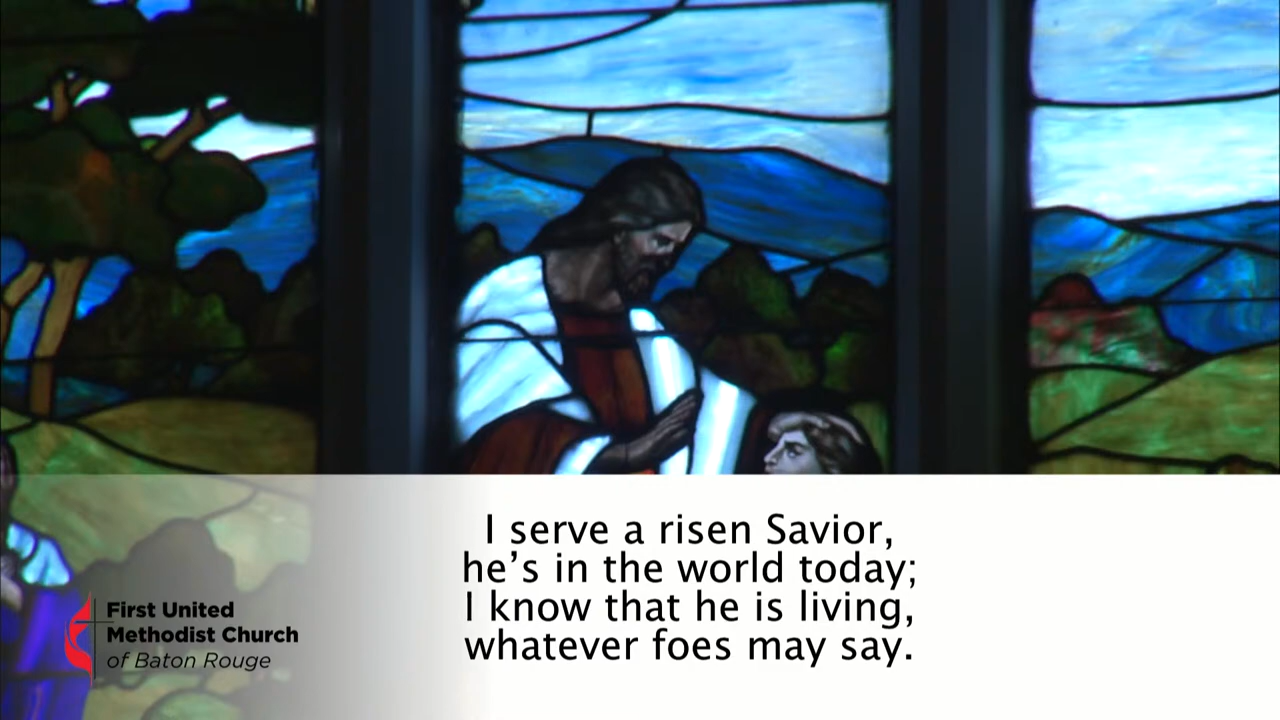 I serve a risen Savior,
he's in the world today;
I know that he is living,
whatever foes may say.
First United
Methodist Church
of Baton Rouge